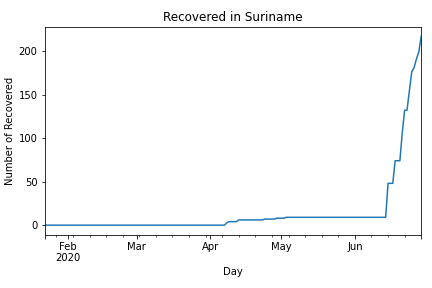 Recovered in Suriname
Number of Recovered
200
150
100
50
0
Feb
2020
Mar
Apr
May
Jun
Day